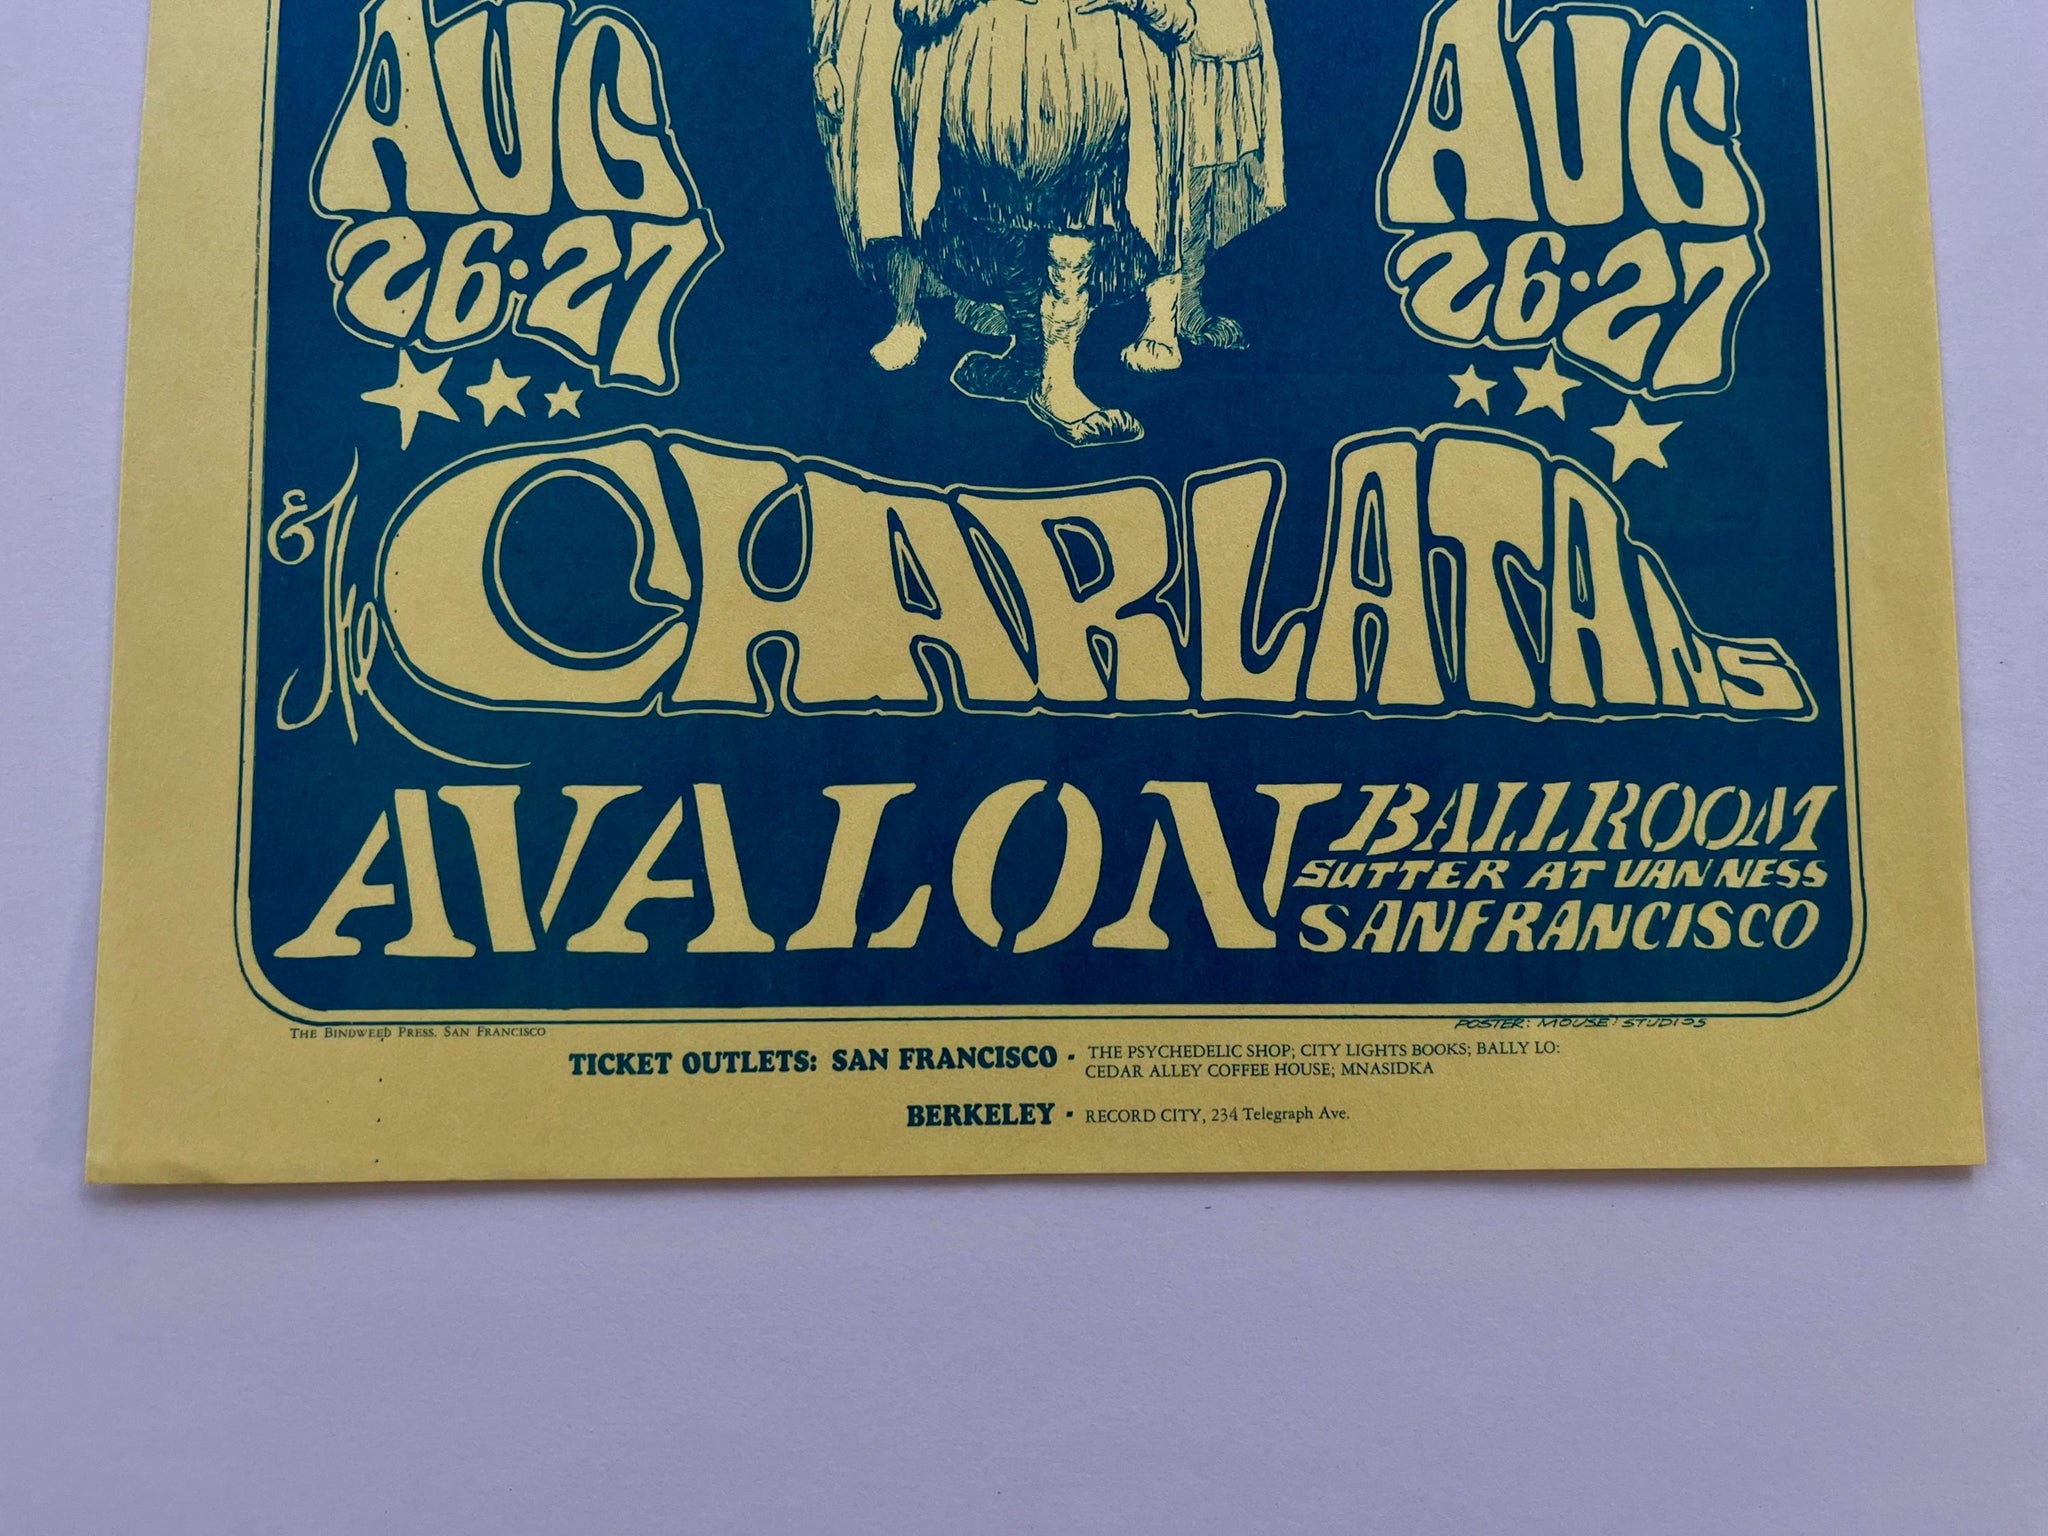 AUG
26·27
AUG
26·27
& The CHARLATANS
AVALON BALLROOM
SUTTER AT VAN NESS
SAN FRANCISCO
THE BINDWEED PRESS, SAN FRANCISCO
POSTER: MOUSE! STUDIOS
TICKET OUTLETS: SAN FRANCISCO - THE PSYCHEDELIC SHOP; CITY LIGHTS BOOKS; BALLY LO:
CEDAR ALLEY COFFEE HOUSE; MNASIDKA
BERKELEY - RECORD CITY, 234 Telegraph Ave.